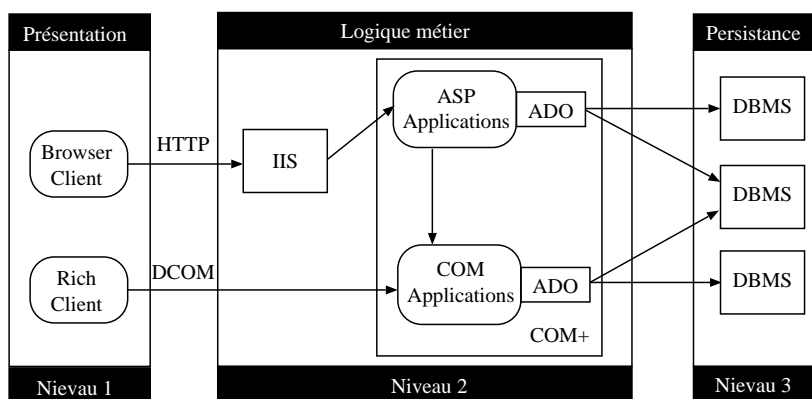 Présentation
Logique métier
Persistance
Browser
Client
HTTP
IIS
ASP
Applications
ADO
DBMS
DBMS
Rich
Client
DCOM
COM
Applications
ADO
DBMS
COM+
Nievau 1
Niveau 2
Nievau 3